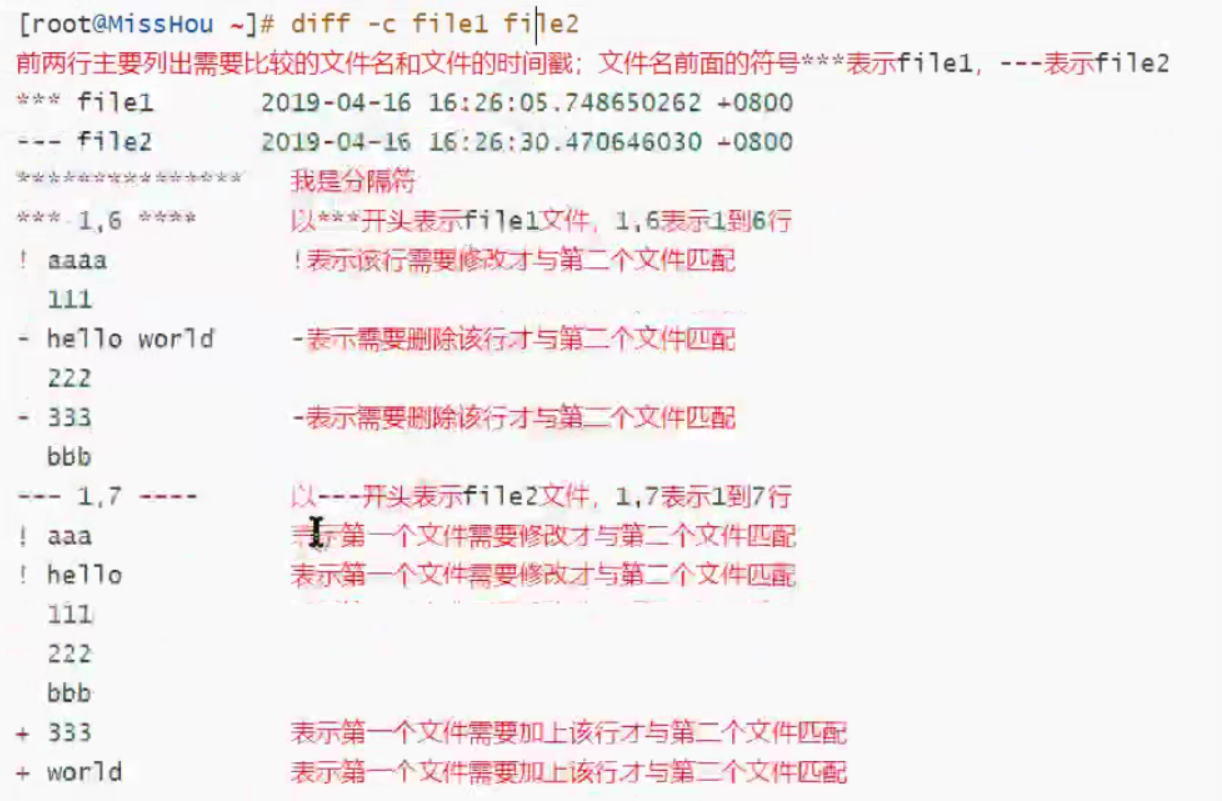 [root@MissHou ~]# diff -c file1 file2
前两行主要列出需要比较的文件名和文件的时间戳；文件名前面的符号***表示file1，---表示file2
*** file1 2019-04-16 16:26:05.748650262 +0800
--- file2 2019-04-16 16:26:30.470646030 +0800
*************** 我是分隔符
*** 1,6 **** 以***开头表示file1文件，1,6表示1到6行
! aaaa !表示该行需要修改才与第二个文件匹配
111
- hello world -表示需要删除该行才与第二个文件匹配
222
- 333 -表示需要删除该行才与第二个文件匹配
bbb
--- 1,7 ---- 以---开头表示file2文件，1,7表示1到7行
! aaa 表示第一个文件需要修改才与第二个文件匹配
! hello 表示第一个文件需要修改才与第二个文件匹配
111
222
bbb
+ 333 表示第一个文件需要加上该行才与第二个文件匹配
+ world 表示第一个文件需要加上该行才与第二个文件匹配